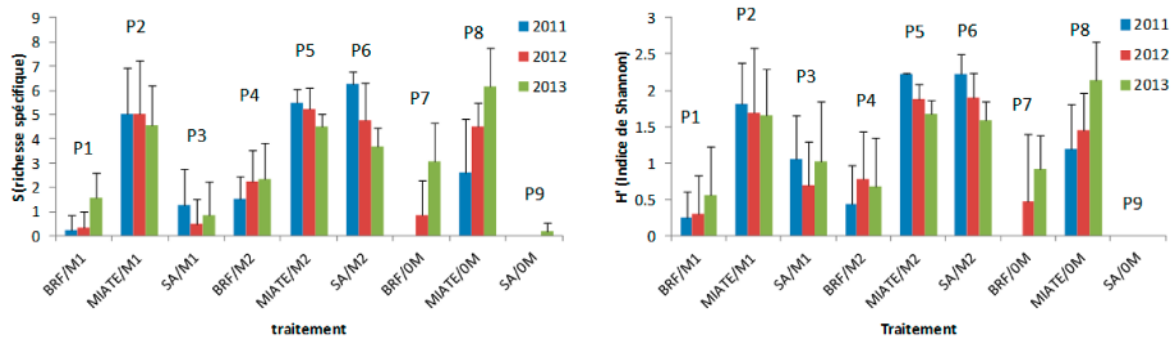 S(richesse spécifique)
9
8
7
6
5
4
3
2
1
0
P1
P2
P3
P4
P5
P6
P7
P8
P9
2011
2012
2013
BRF/M1
MIATE/M1
SA/M1
BRF/M2
MIATE/M2
SA/M2
BRF/0M
MIATE/0M
SA/0M
traitement
H' (Indice de Shannon)
3
2.5
2
1.5
1
0.5
0
P1
P2
P3
P4
P5
P6
P7
P8
P9
2011
2012
2013
BRF/M1
MIATE/M1
SA/M1
BRF/M2
MIATE/M2
SA/M2
BRF/0M
MIATE/0M
SA/0M
Traitement